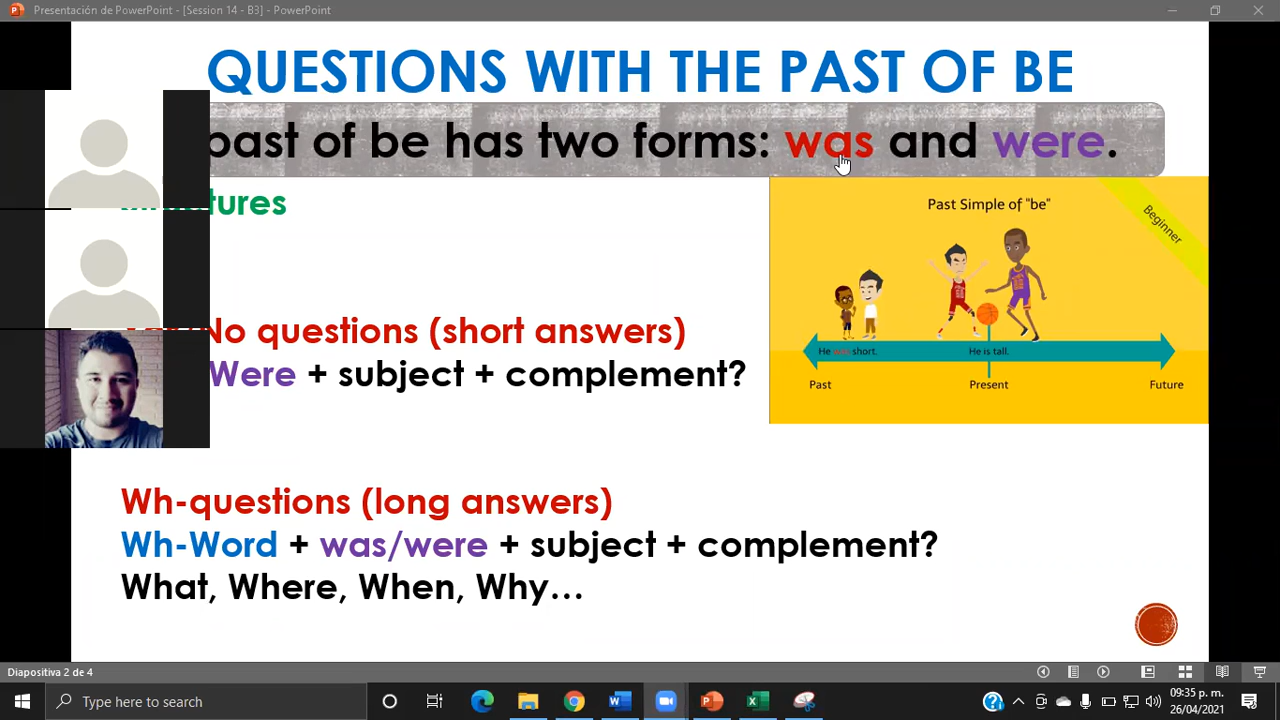 Presentación de PowerPoint - [Session 14 - B3] - PowerPoint
QUESTIONS WITH THE PAST OF BE
past of be has two forms: was and were.
Past Simple of "be"
Beginner
He was short.
He is tall.
Past
Present
Future
No questions (short answers)
Were + subject + complement?
Wh-questions (long answers)
Wh-Word + was/were + subject + complement?
What, Where, When, Why…
Diapositiva 2 de 4
Type here to search
09:35 p. m.
26/04/2021